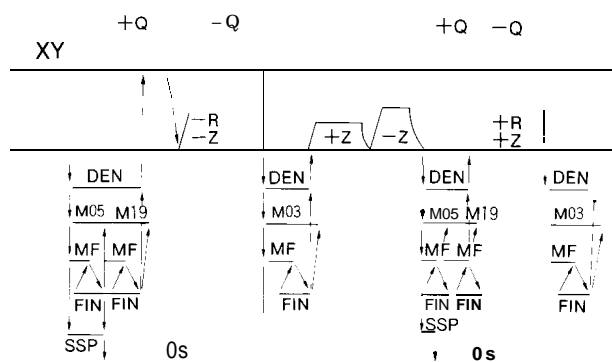 +Q -Q +Q -Q
XY
-R +R
-Z +Z -Z +Z
DEN DEN DEN DEN
M05 M19 M03 M05 M19 M03
MF MF MF MF MF MF
FIN FIN FIN FIN FIN FIN
SSP 0s SSP 0s